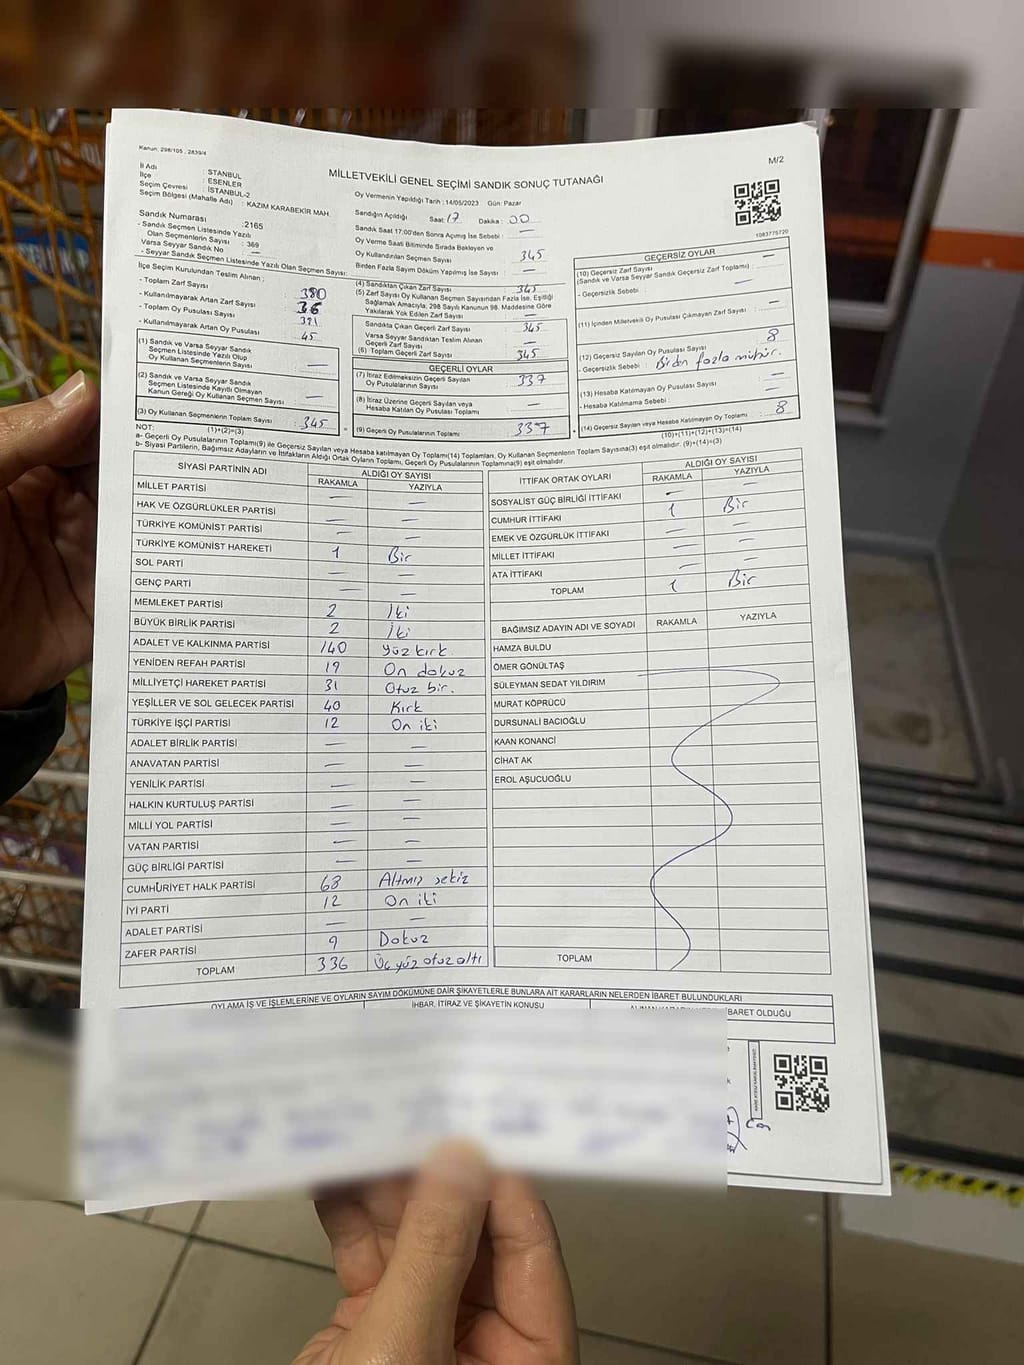 Kanun: 298/105 , 2839/4
M/2
MİLLETVEKİLİ GENEL SEÇİMİ SANDIK SONUÇ TUTANAĞI
İl Adı : İSTANBUL
İlçe : ESENLER
Seçim Çevresi : İSTANBUL-2
Seçim Bölgesi (Mahalle Adı) : KAZIM KARABEKİR MAH.
Sandık Numarası :2165
- Sandık Seçmen Listesinde Yazılı
Olan Seçmenlerin Sayısı : 369
Varsa Seyyar Sandık No —
- Seyyar Sandık Seçmen Listesinde Yazılı Olan Seçmen Sayısı:
İlçe Seçim Kurulundan Teslim Alınan ;
- Toplam Zarf Sayısı : 380
- Kullanılmayarak Artan Zarf Sayısı : 36
- Toplam Oy Pusulası Sayısı : 381
- Kullanılmayarak Artan Oy Pusulası : 45
(1) Sandık ve Varsa Seyyar Sandık
Seçmen Listesinde Yazılı Olup
Oy Kullanan Seçmenlerin Sayısı : —
(2) Sandık ve Varsa Seyyar Sandık
Seçmen Listesinde Kayıtlı Olmayan
Kanun Gereği Oy Kullanan Seçmen Sayısı : —
(3) Oy Kullanan Seçmenlerin Toplam Sayısı : 345
(1)+(2)=(3)
Oy Vermenin Yapıldığı Tarih : 14/05/2023 Gün: Pazar
Sandığın Açıldığı Saat: 17 Dakika : 00
Sandık Saat 17:00'den Sonra Açılmış İse Sebebi : —
Oy Verme Saati Bitiminde Sırada Bekleyen ve
Oy Kullandırılan Seçmen Sayısı : 345
Birden Fazla Sayım Döküm Yapılmış İse Sayısı : —
(4) Sandıktan Çıkan Zarf Sayısı : 345
(5) Zarf Sayısı Oy Kullanan Seçmen Sayısından Fazla İse, Eşitliği
Sağlamak Amacıyla, 298 Sayılı Kanunun 98. Maddesine Göre
Yakılarak Yok Edilen Zarf Sayısı : —
Sandıkta Çıkan Geçerli Zarf Sayısı : 345
Varsa Seyyar Sandıktan Teslim Alınan
Geçerli Zarf Sayısı : —
(6) Toplam Geçerli Zarf Sayısı : 345
GEÇERLİ OYLAR
(7) İtiraz Edilmeksizin Geçerli Sayılan
Oy Pusulalarının Sayısı : 337
(8) İtiraz Üzerine Geçerli Sayılan veya
Hesaba Katılan Oy Pusulası Toplamı : —
(9) Geçerli Oy Pusulalarının Toplamı : 337
1083775720
GEÇERSİZ OYLAR
(10) Geçersiz Zarf Sayısı : —
(Sandık ve Varsa Seyyar Sandık Geçersiz Zarf Toplamı) :
- Geçersizlik Sebebi : —
(11) İçinden Milletvekili Oy Pusulası Çıkmayan Zarf Sayısı : —
(12) Geçersiz Sayılan Oy Pusulası Sayısı : 8
- Geçersizlik Sebebi : Birden fazla mühür.
(13) Hesaba Katılmayan Oy Pusulası Sayısı : —
- Hesaba Katılmama Sebebi : —
(14) Geçersiz Sayılan veya Hesaba Katılmayan Oy Toplamı : 8
(10)+(11)+(12)+(13)=(14)
NOT:
a- Geçerli Oy Pusulalarının Toplamı(9) ile Geçersiz Sayılan veya Hesaba katılmayan Oy Toplamı(14) Toplamları, Oy Kullanan Seçmenlerin Toplam Sayısına(3) eşit olmalıdır. (9)+(14)=(3)
b- Siyasi Partilerin, Bağımsız Adayların ve İttifakların Aldığı Ortak Oyların Toplamı, Geçerli Oy Pusulalarının Toplamına(9) eşit olmalıdır.
SİYASİ PARTİNİN ADI ALDIĞI OY SAYISI
RAKAMLA YAZIYLA
MİLLET PARTİSİ — —
HAK VE ÖZGÜRLÜKLER PARTİSİ — —
TÜRKİYE KOMÜNİST PARTİSİ — —
TÜRKİYE KOMÜNİST HAREKETİ 1 Bir
SOL PARTİ — —
GENÇ PARTİ — —
MEMLEKET PARTİSİ 2 İki
BÜYÜK BİRLİK PARTİSİ 2 İki
ADALET VE KALKINMA PARTİSİ 140 Yüz kırk
YENİDEN REFAH PARTİSİ 19 On dokuz
MİLLİYETÇİ HAREKET PARTİSİ 31 Otuz bir.
YEŞİLLER VE SOL GELECEK PARTİSİ 40 Kırk
TÜRKİYE İŞÇİ PARTİSİ 12 On iki
ADALET BİRLİK PARTİSİ — —
ANAVATAN PARTİSİ — —
YENİLİK PARTİSİ — —
HALKIN KURTULUŞ PARTİSİ — —
MİLLİ YOL PARTİSİ — —
VATAN PARTİSİ — —
GÜÇ BİRLİĞİ PARTİSİ — —
CUMHURİYET HALK PARTİSİ 68 Altmış sekiz
İYİ PARTİ 12 On iki
ADALET PARTİSİ — —
ZAFER PARTİSİ 9 Dokuz
TOPLAM 336 Üç yüz otuz altı
İTTİFAK ORTAK OYLARI ALDIĞI OY SAYISI
RAKAMLA YAZIYLA
SOSYALİST GÜÇ BİRLİĞİ İTTİFAKI — —
CUMHUR İTTİFAKI 1 Bir
EMEK VE ÖZGÜRLÜK İTTİFAKI — —
MİLLET İTTİFAKI — —
ATA İTTİFAKI — —
TOPLAM 1 Bir
BAĞIMSIZ ADAYIN ADI VE SOYADI RAKAMLA YAZIYLA
HAMZA BULDU
ÖMER GÖNÜLTAŞ
SÜLEYMAN SEDAT YILDIRIM
MURAT KÖPRÜCÜ
DURSUNALİ BACIOĞLU
KAAN KONANCİ
CİHAT AK
EROL AŞUCUOĞLU
TOPLAM
OYLAMA İŞ VE İŞLEMLERİNE VE OYLARIN SAYIM DÖKÜMÜNE DAİR ŞİKAYETLERLE BUNLARA AİT KARARLARIN NELERDEN İBARET BULUNDUKLARI
İHBAR, İTİRAZ VE ŞİKAYETİN KONUSU
BARET OLDUĞU